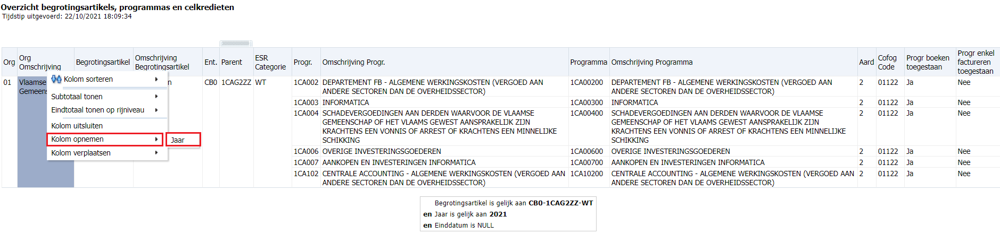 Overzicht begrotingsartikels, programmas en celkredieten
Tijdstip uitgevoerd: 22/10/2021 18:09:34
Org
Org
Omschrijving
Begrotingsartikel
Omschrijving
Begrotingsartikel
Ent.
Parent
ESR
Categorie
Progr.
Omschrijving Progr.
Programma
Omschrijving Programma
Aard
Cofog
Code
Progr boeken
toegestaan
Progr enkel
factureren
toegestaan
01
Vlaamse
Gemeens
n
CB0
1CAG2ZZ
WT
Kolom sorteren
Subtotaal tonen
Eindtotaal tonen op rijniveau
Kolom uitsluiten
Kolom opnemen
Jaar
Kolom verplaatsen
1CA002 DEPARTEMENT FB - ALGEMENE WERKINGSKOSTEN (VERGOED AAN
ANDERE SECTOREN DAN DE OVERHEIDSSECTOR)
1CA00200 DEPARTEMENT FB - ALGEMENE WERKINGSKOSTEN (VERGOED AAN
ANDERE SECTOREN DAN DE OVERHEIDSSECTOR)
2 01122 Ja Nee
1CA003 INFORMATICA 1CA00300 INFORMATICA 2 01122 Ja Nee
1CA004 SCHADEVERGOEDINGEN AAN DERDEN WAARVOOR DE VLAAMSE
GEMEENSCHAP OF HET VLAAMS GEWEST AANSPRAKELIJK ZIJN
KRACHTENS EEN VONNIS OF ARREST OF KRACHTENS EEN MINNELIJKE
SCHIKKING
1CA00400 SCHADEVERGOEDINGEN AAN DERDEN WAARVOOR DE VLAAMSE
GEMEENSCHAP OF HET VLAAMS GEWEST AANSPRAKELIJK ZIJN
KRACHTENS EEN VONNIS OF ARREST OF KRACHTENS EEN MINNELIJKE
SCHIKKING
2 01122 Ja Nee
1CA006 OVERIGE INVESTERINGSGOEDEREN 1CA00600 OVERIGE INVESTERINGSGOEDEREN 2 01122 Ja Nee
1CA007 AANKOPEN EN INVESTERINGEN INFORMATICA 1CA00700 AANKOPEN EN INVESTERINGEN INFORMATICA 2 01122 Ja Nee
1CA102 CENTRALE ACCOUNTING - ALGEMENE WERKINGSKOSTEN (VERGOED AAN
ANDERE SECTOREN DAN DE OVERHEIDSSECTOR)
1CA10200 CENTRALE ACCOUNTING - ALGEMENE WERKINGSKOSTEN (VERGOED AAN
ANDERE SECTOREN DAN DE OVERHEIDSSECTOR)
2 01122 Ja Nee
Begrotingsartikel is gelijk aan CB0-1CAG2ZZ-WT
en Jaar is gelijk aan 2021
en Einddatum is NULL